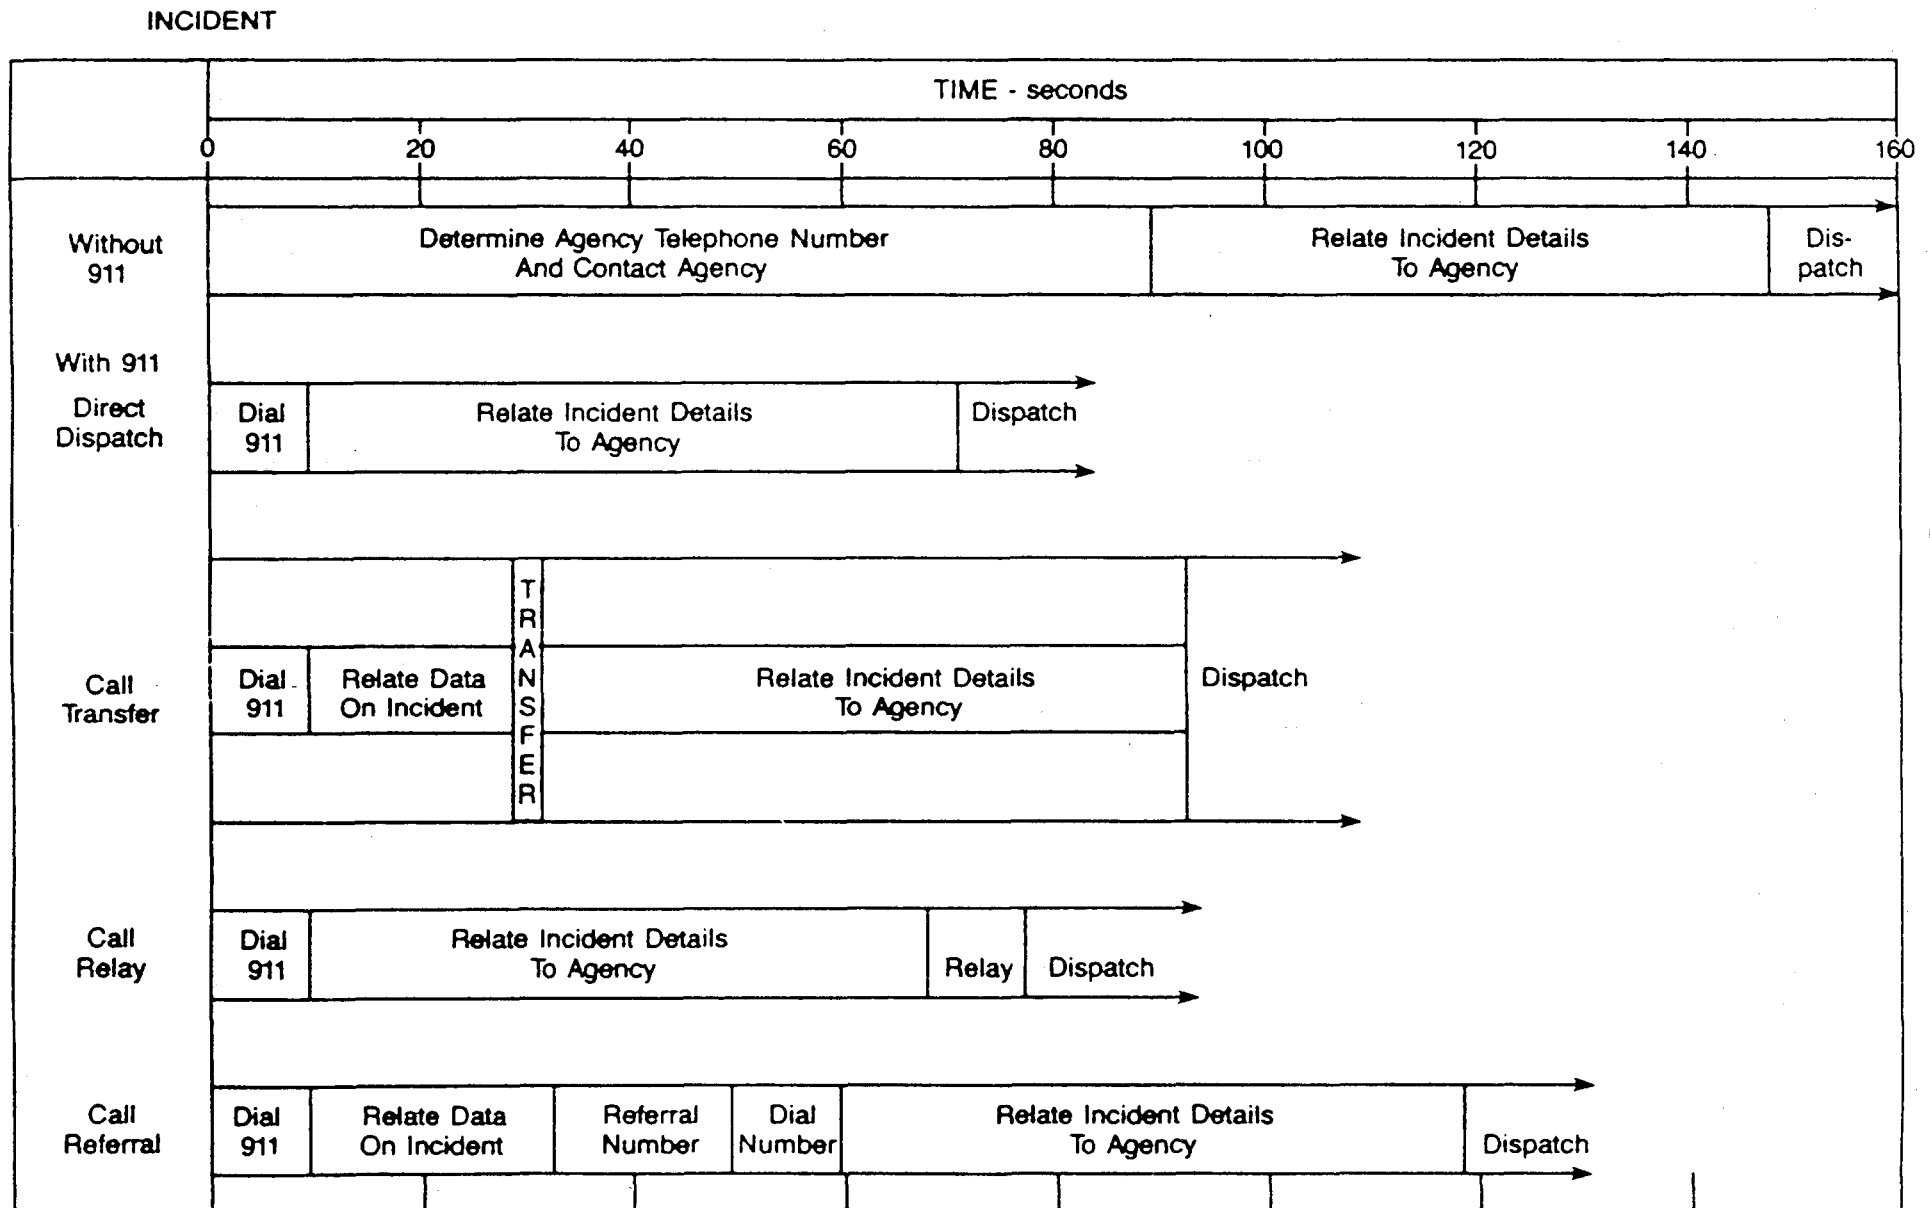 INCIDENT
TIME - seconds
0 20 40 60 80 100 120 140 160
Without
911
Determine Agency Telephone Number
And Contact Agency
Relate Incident Details
To Agency
Dis-
patch
With 911
Direct
Dispatch
Dial
911
Relate Incident Details
To Agency
Dispatch
Call
Transfer
Dial
911
Relate Data
On Incident
TRANSFER
Relate Incident Details
To Agency
Dispatch
Call
Relay
Dial
911
Relate Incident Details
To Agency
Relay
Dispatch
Call
Referral
Dial
911
Relate Data
On Incident
Referral
Number
Dial
Number
Relate Incident Details
To Agency
Dispatch